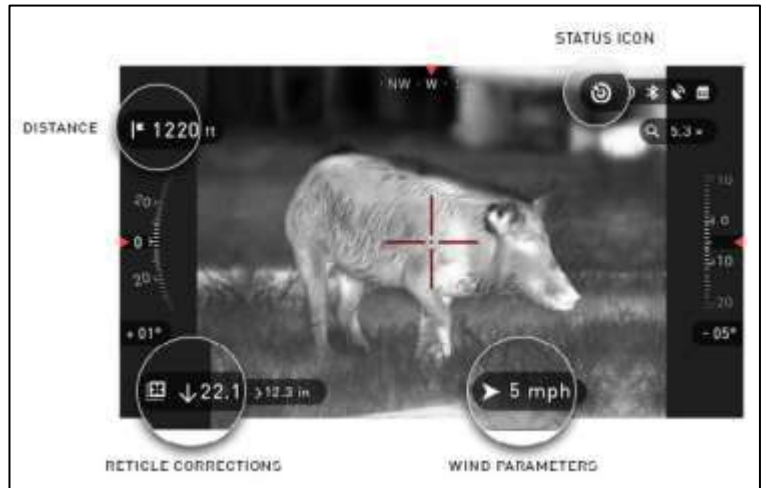 STATUS ICON
NW · W ·
DISTANCE
1220 ft
5.3 ×
20
0
20
10
0
10
20
+01°
-05°
↓22.1
12.3 in
5 mph
RETICLE CORRECTIONS
WIND PARAMETERS